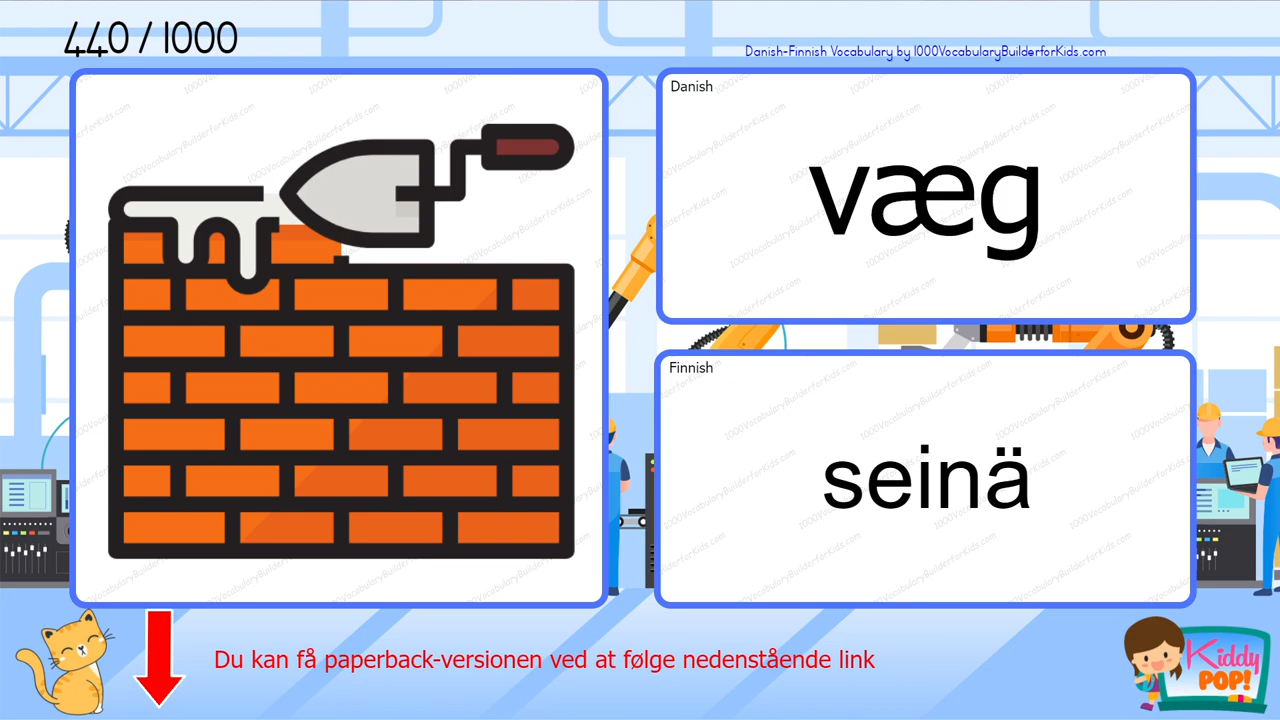 440 / 1000
Danish-Finnish Vocabulary by 1000VocabularyBuilderforKids.com
Danish
væg
Finnish
seinä
Du kan få paperback-versionen ved at følge nedenstående link
Kiddy
POP!